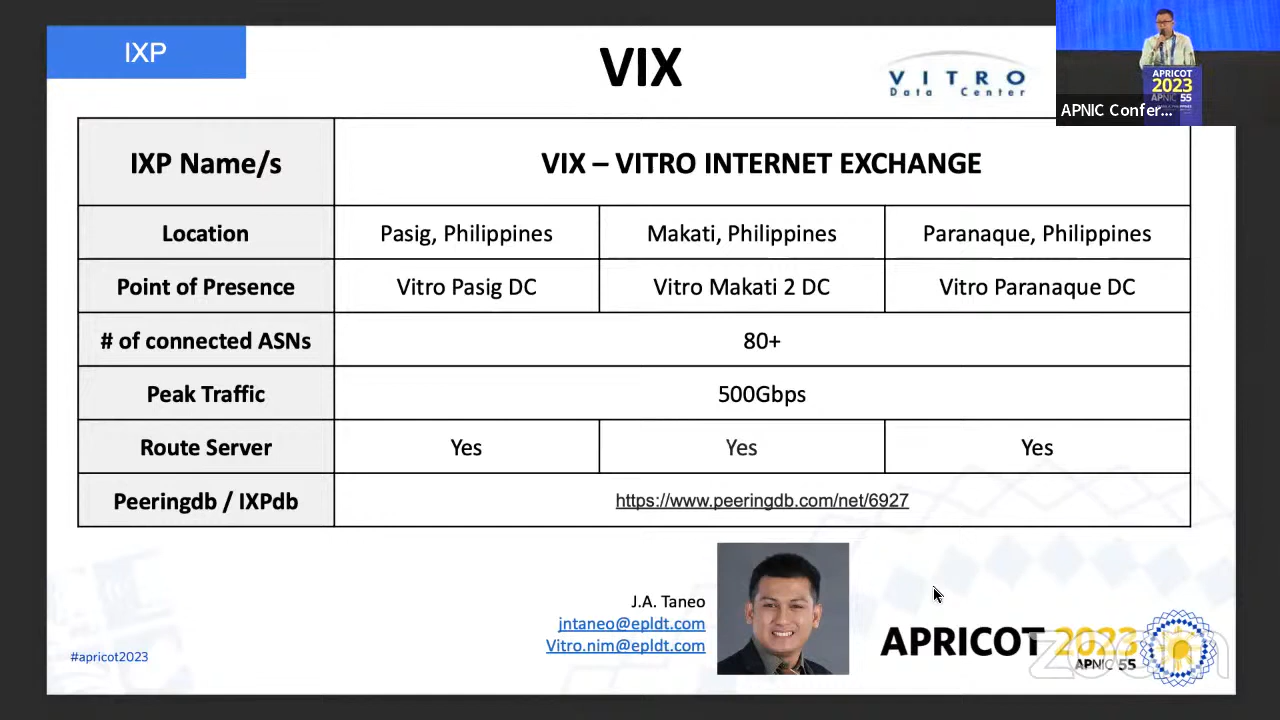 IXP
VIX
VITRO
Data Center
APRICOT
2023
APNIC 55
APNIC Confer...
IXP Name/s
VIX – VITRO INTERNET EXCHANGE
Location
Pasig, Philippines
Makati, Philippines
Paranaque, Philippines
Point of Presence
Vitro Pasig DC
Vitro Makati 2 DC
Vitro Paranaque DC
# of connected ASNs
80+
Peak Traffic
500Gbps
Route Server
Yes
Yes
Yes
Peeringdb / IXPdb
https://www.peeringdb.com/net/6927
J.A. Taneo
jntaneo@epldt.com
Vitro.nim@epldt.com
#apricot2023
APRICOT 2023
APNIC 55
zoom